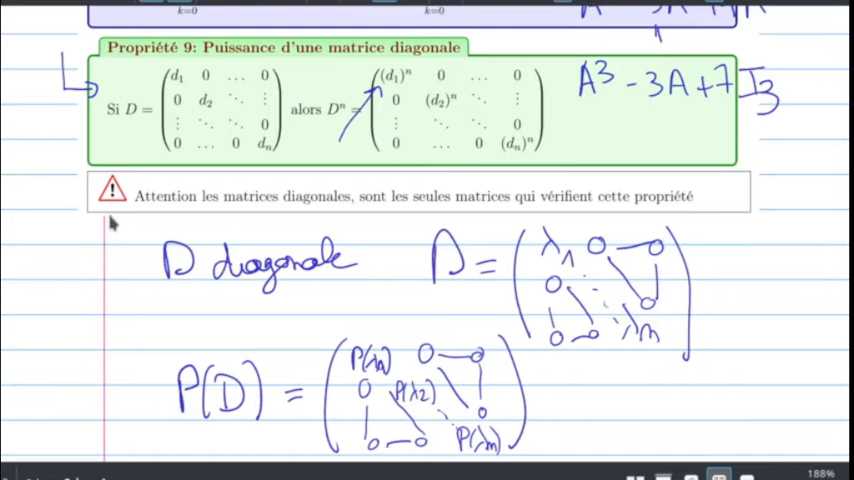 k=0 k=0
Propriété 9: Puissance d'une matrice diagonale
A³ - 3A + 7 I₃
Si D = (d₁ 0 … 0 alors Dⁿ = ((d₁)ⁿ 0 … 0
0 d₂ ⋱ ⋮ 0 (d₂)ⁿ ⋱ ⋮
⋮ ⋱ ⋱ 0 ⋮ ⋱ ⋱ 0
0 … 0 dₙ) 0 … 0 (dₙ)ⁿ)
! Attention les matrices diagonales, sont les seules matrices qui vérifient cette propriété
D diagonale D = (λ₁ 0 — 0
0 0
0 — 0 λn)
P(D) = (P(λ₁) 0 — 0
0 P(λ2) 0
0 — 0 P(λn))
188%